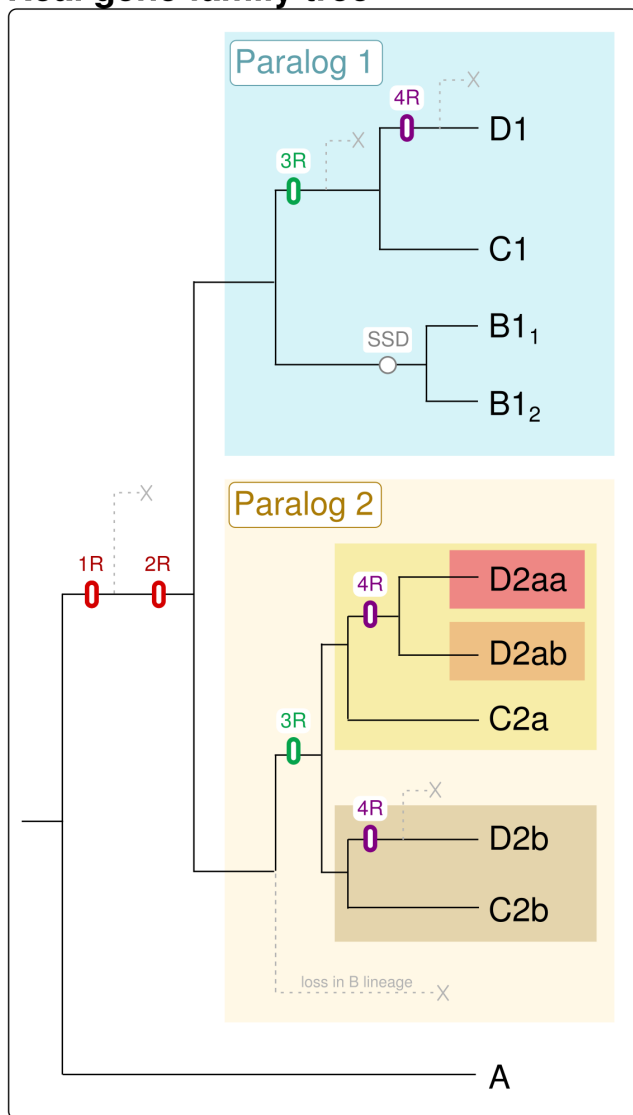 Real gene family tree
Paralog 1
X
4R
D1
X
3R
C1
B1₁
SSD
B1₂
Paralog 2
X
1R
2R
4R
D2aa
D2ab
C2a
3R
X
4R
D2b
C2b
loss in B lineage
X
A